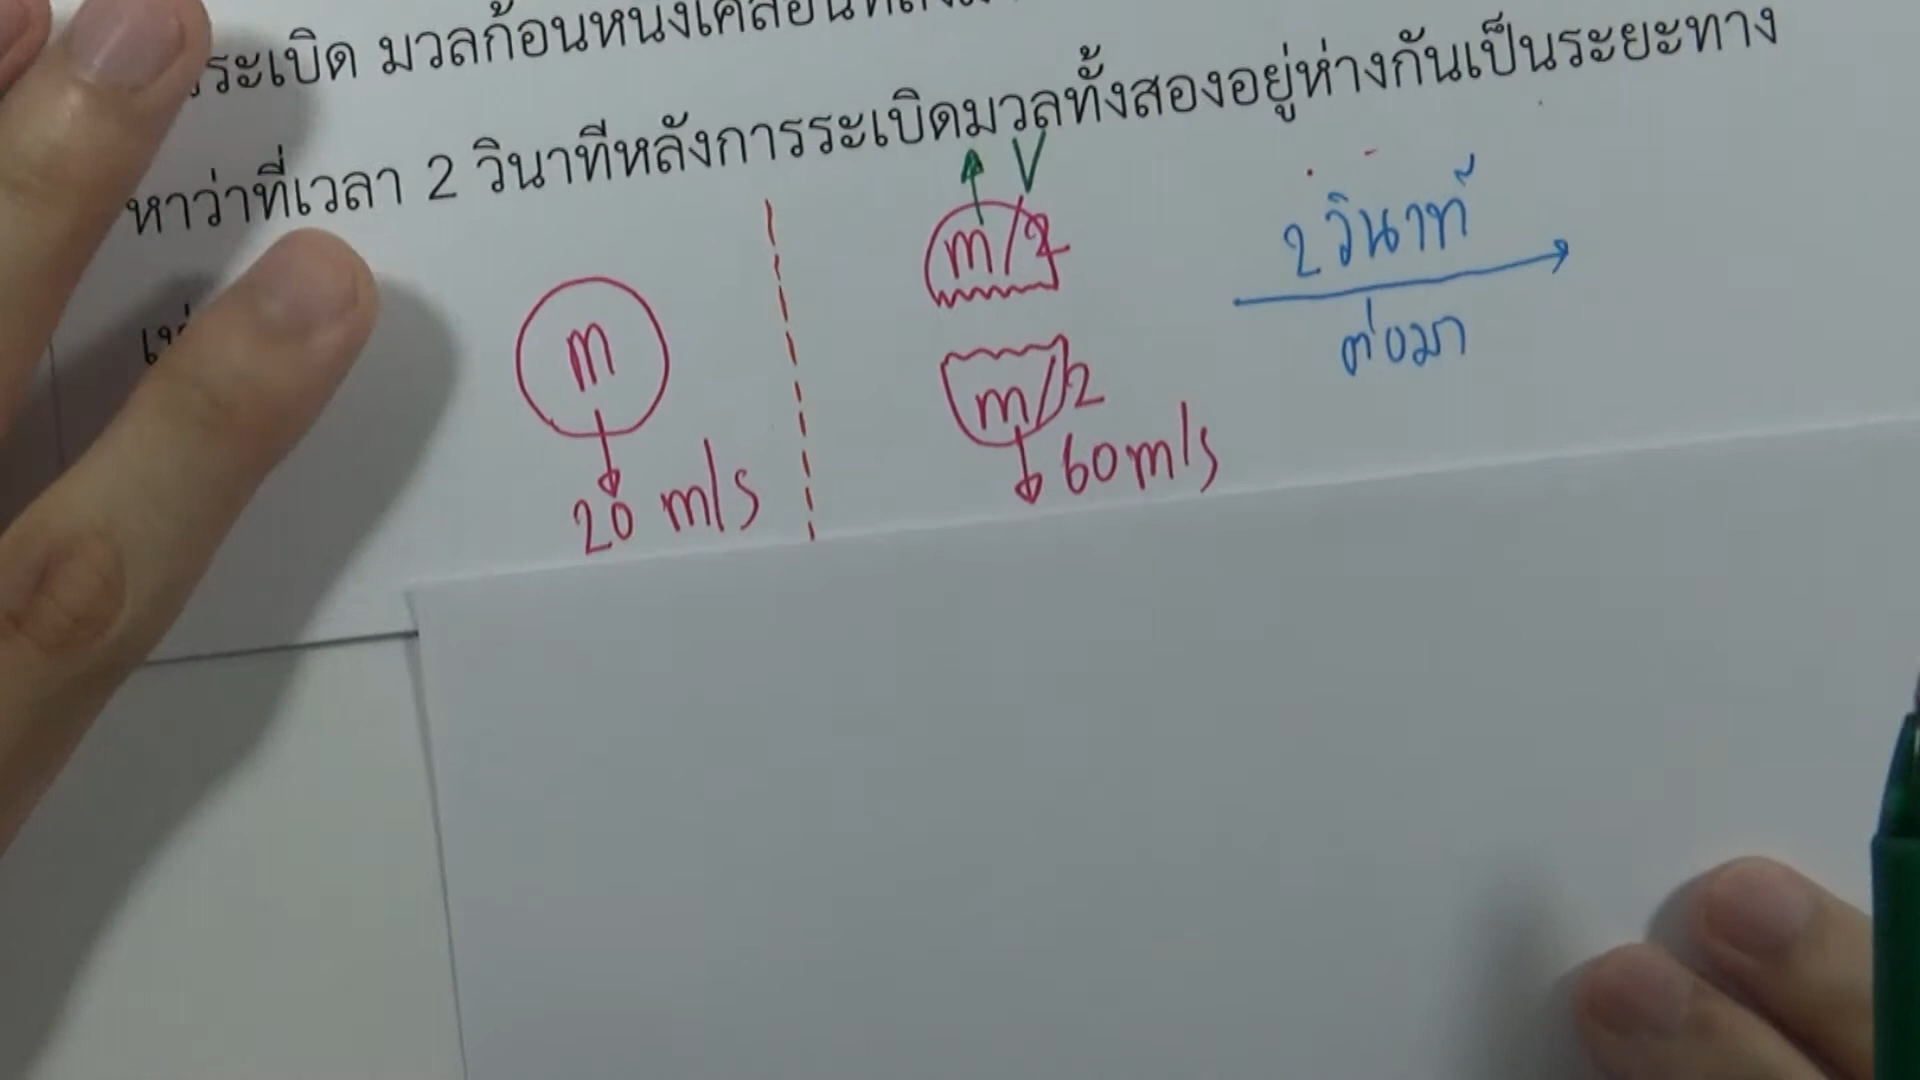 ระเบิด มวลก้อนหนึ่งเคลื่อนที่
หาว่าที่เวลา 2 วินาทีหลังการระเบิดมวลทั้งสองอยู่ห่างกันเป็นระยะทาง
m
20 m/s
V
m/2
m/2
60 m/s
2 วินาที
ต่อมา